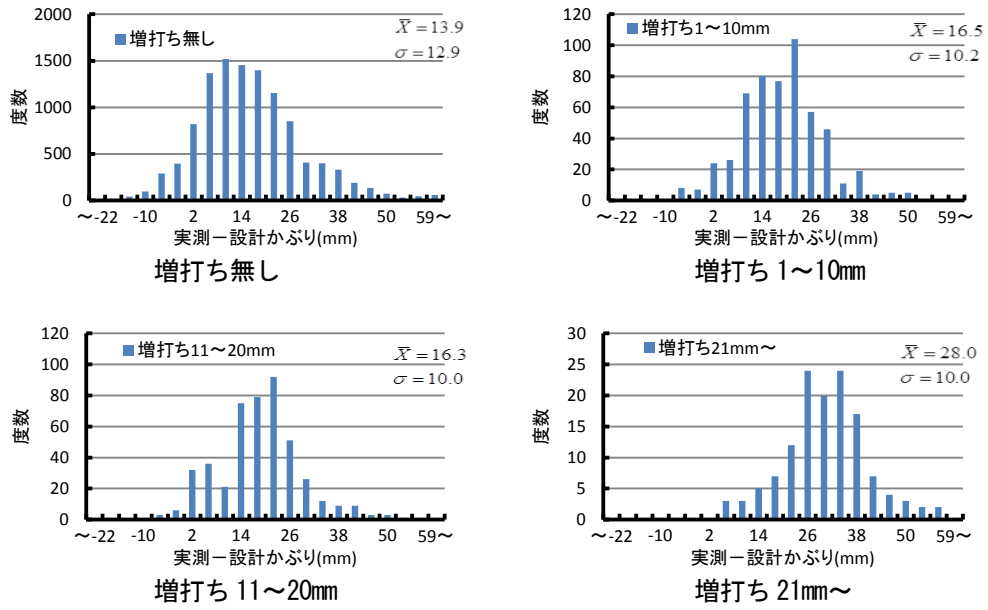 2000
1500
1000
500
0
度数
増打ち無し
X̄=13.9
σ=12.9
～-22 -10 2 14 26 38 50 59～
実測－設計かぶり(mm)
増打ち無し
120
100
80
60
40
20
0
度数
増打ち1～10mm
X̄=16.5
σ=10.2
～-22 -10 2 14 26 38 50 59～
実測－設計かぶり(mm)
増打ち 1～10mm
120
100
80
60
40
20
0
度数
増打ち11～20mm
X̄=16.3
σ=10.0
～-22 -10 2 14 26 38 50 59～
実測－設計かぶり(mm)
増打ち 11～20mm
30
25
20
15
10
5
0
度数
増打ち21mm～
X̄=28.0
σ=10.0
～-22 -10 2 14 26 38 50 59～
実測－設計かぶり(mm)
増打ち 21mm～